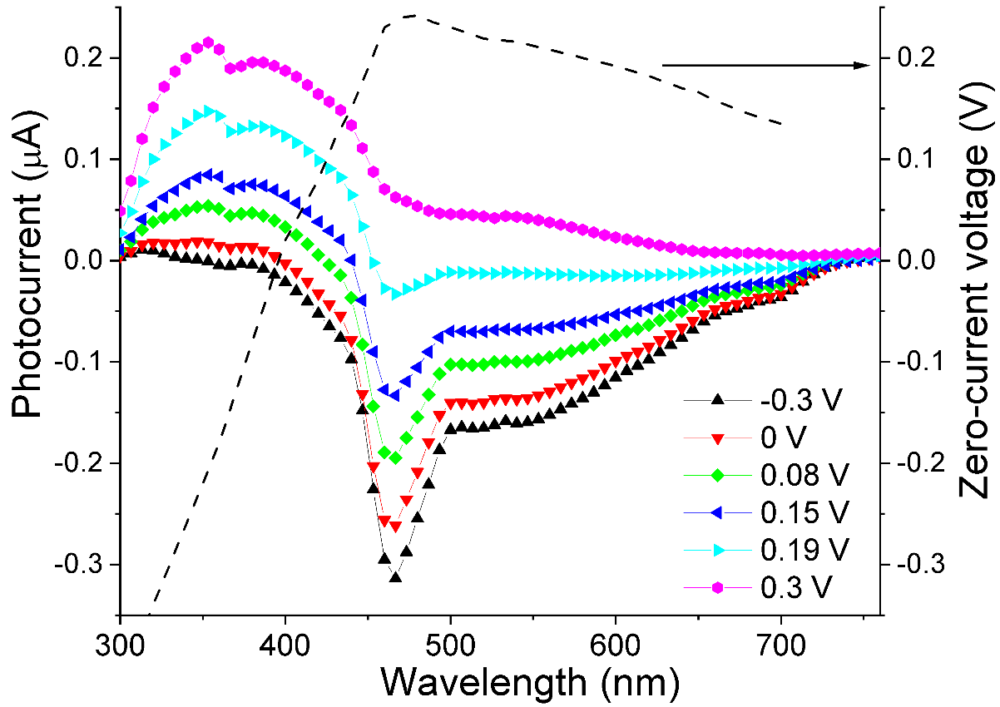 Photocurrent (μA)
0.2
0.1
0.0
-0.1
-0.2
-0.3
300
400
500
600
700
Wavelength (nm)
0.2
0.1
0.0
-0.1
-0.2
-0.3
Zero-current voltage (V)
-0.3 V
0 V
0.08 V
0.15 V
0.19 V
0.3 V